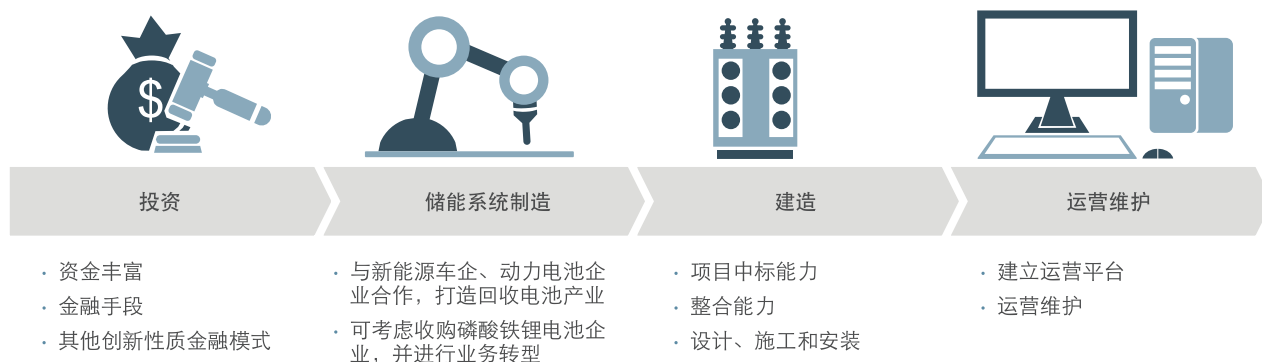 $
投资
储能系统制造
建造
运营维护
· 资金丰富
· 金融手段
· 其他创新性质金融模式
· 与新能源车企、动力电池企
业合作，打造回收电池产业
· 可考虑收购磷酸铁锂电池企
业，并进行业务转型
· 项目中标能力
· 整合能力
· 设计、施工和安装
· 建立运营平台
· 运营维护